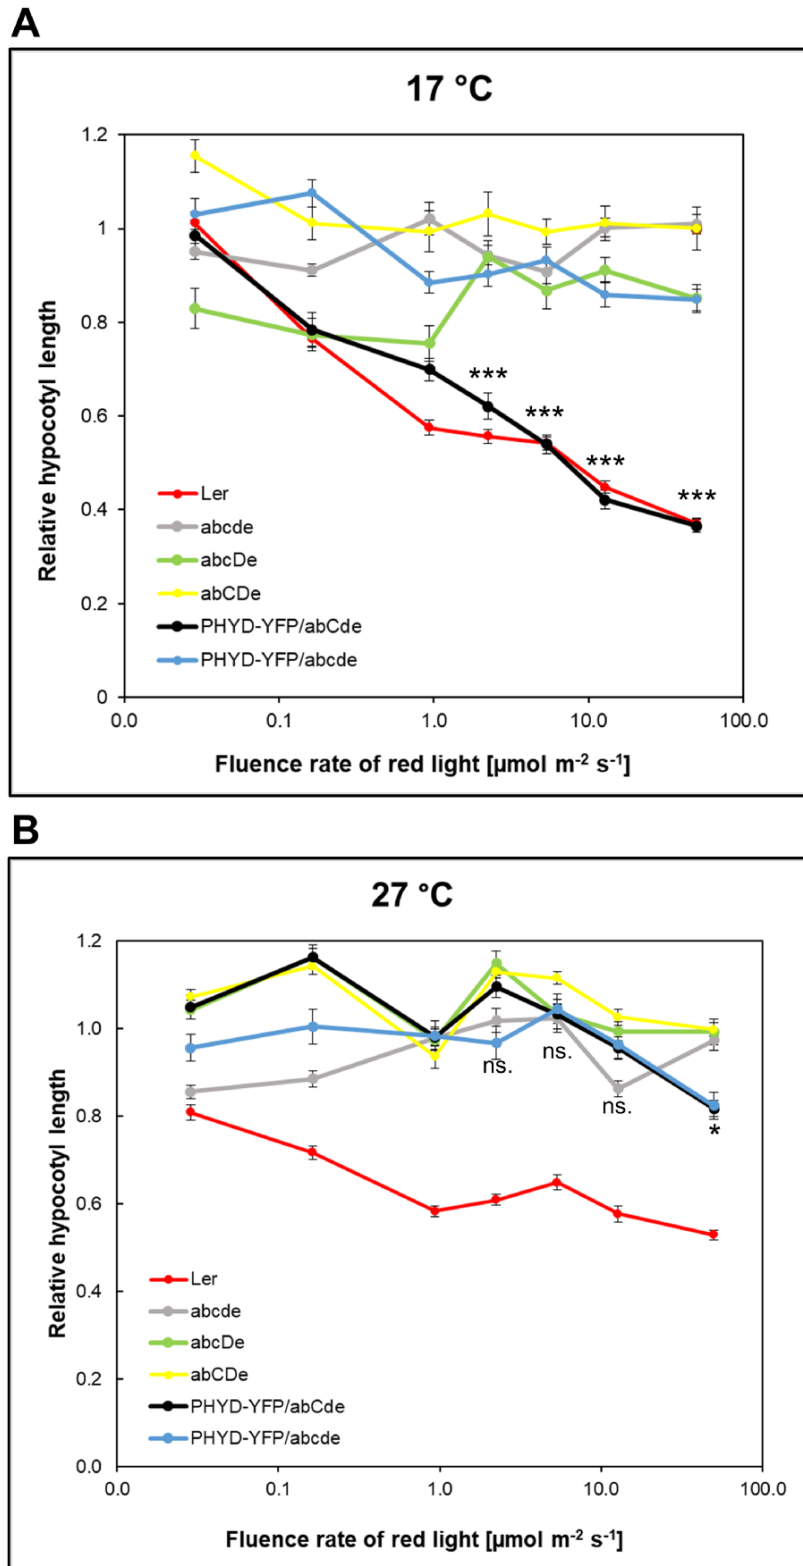 A
17 °C
1.2
1
0.8
0.6
0.4
0.2
0
Relative hypocotyl length
***
***
***
***
Ler
abcde
abcDe
abCDe
PHYD-YFP/abCde
PHYD-YFP/abcde
0.0 0.1 1.0 10.0 100.0
Fluence rate of red light [µmol m⁻² s⁻¹]
B
27 °C
1.2
1.0
0.8
0.6
0.4
0.2
0.0
Relative hypocotyl length
ns.
ns.
ns.
*
Ler
abcde
abcDe
abCDe
PHYD-YFP/abCde
PHYD-YFP/abcde
0.0 0.1 1.0 10.0 100.0
Fluence rate of red light [µmol m⁻² s⁻¹]